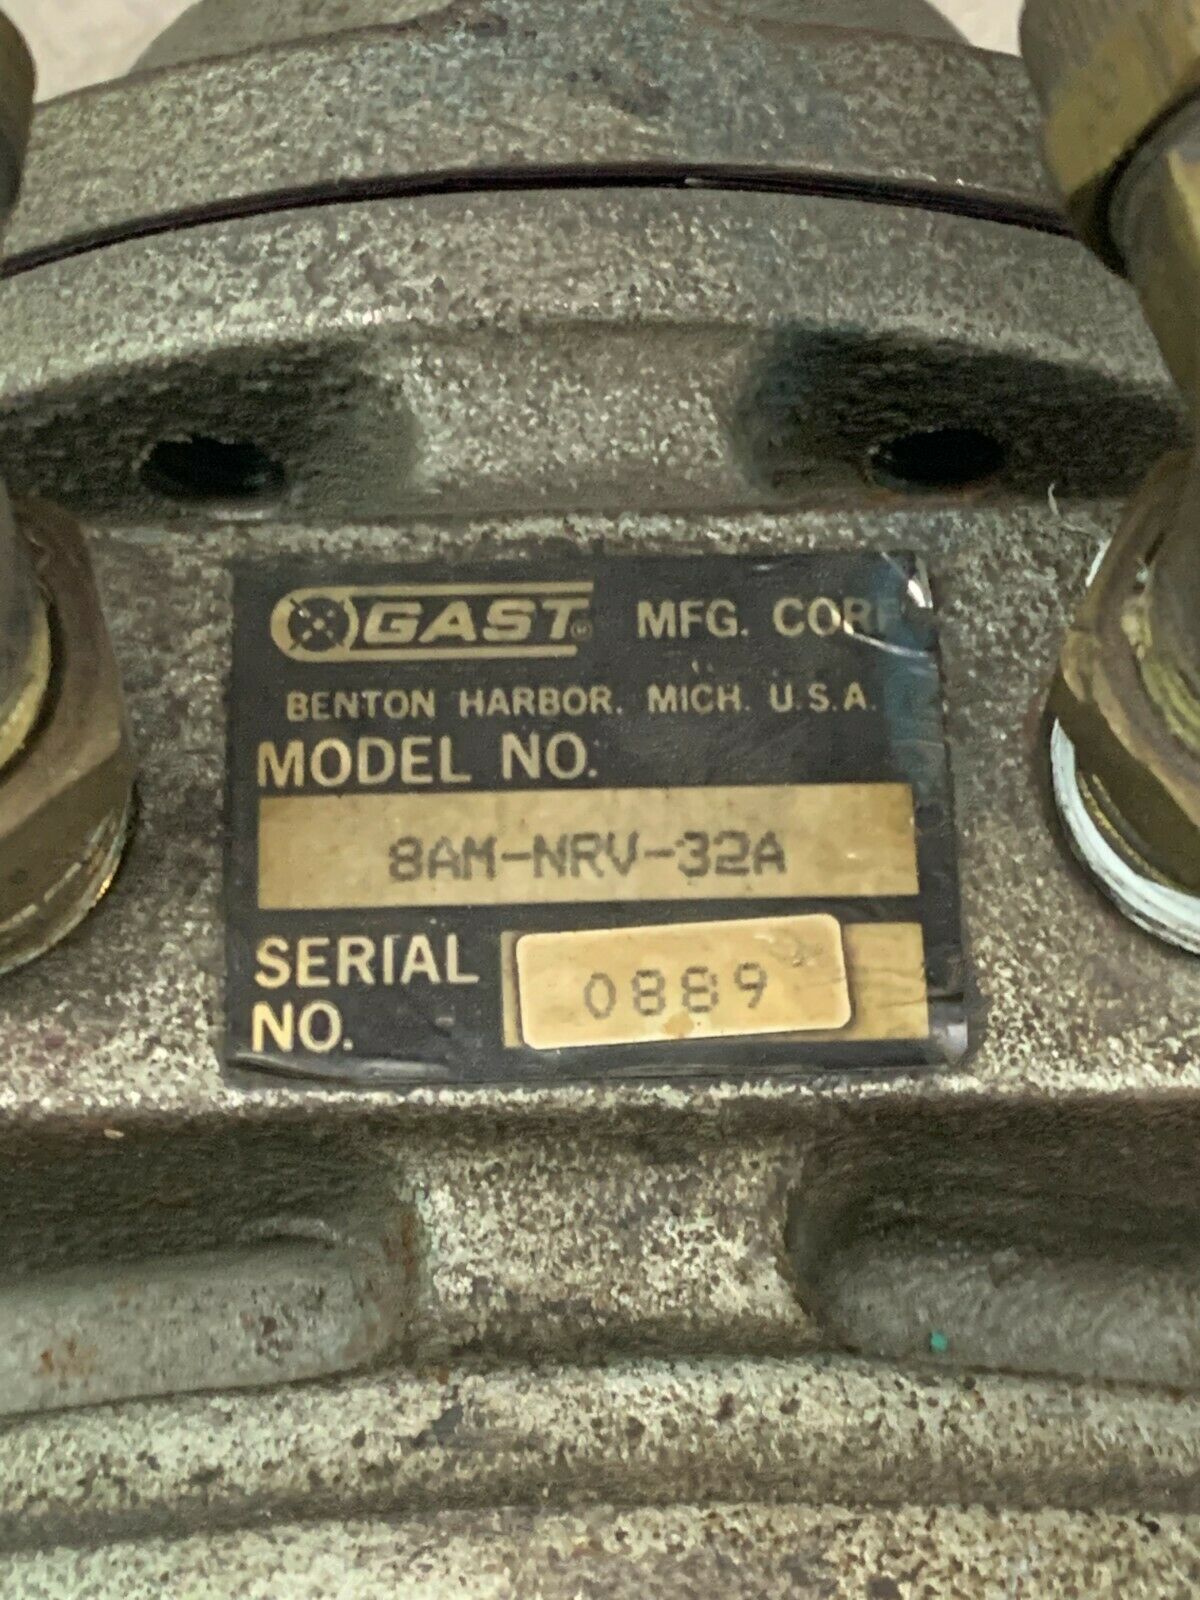 GAST® MFG. CORP
BENTON HARBOR, MICH. U.S.A.
MODEL NO.
8AM-NRV-32A
SERIAL
NO.
0889